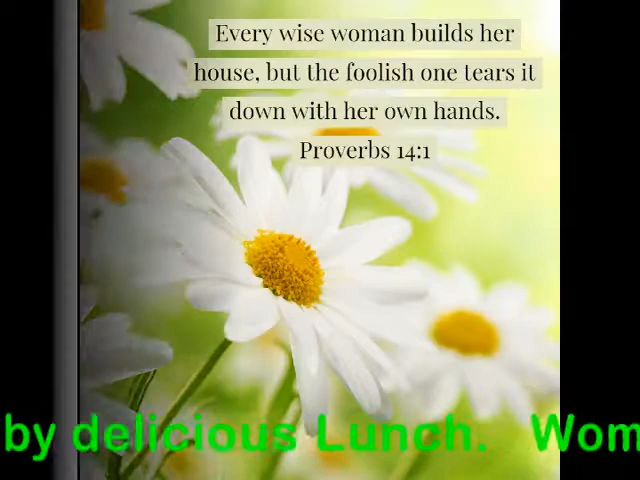 Every wise woman builds her
house, but the foolish one tears it
down with her own hands.
Proverbs 14:1
by delicious Lunch. Wom